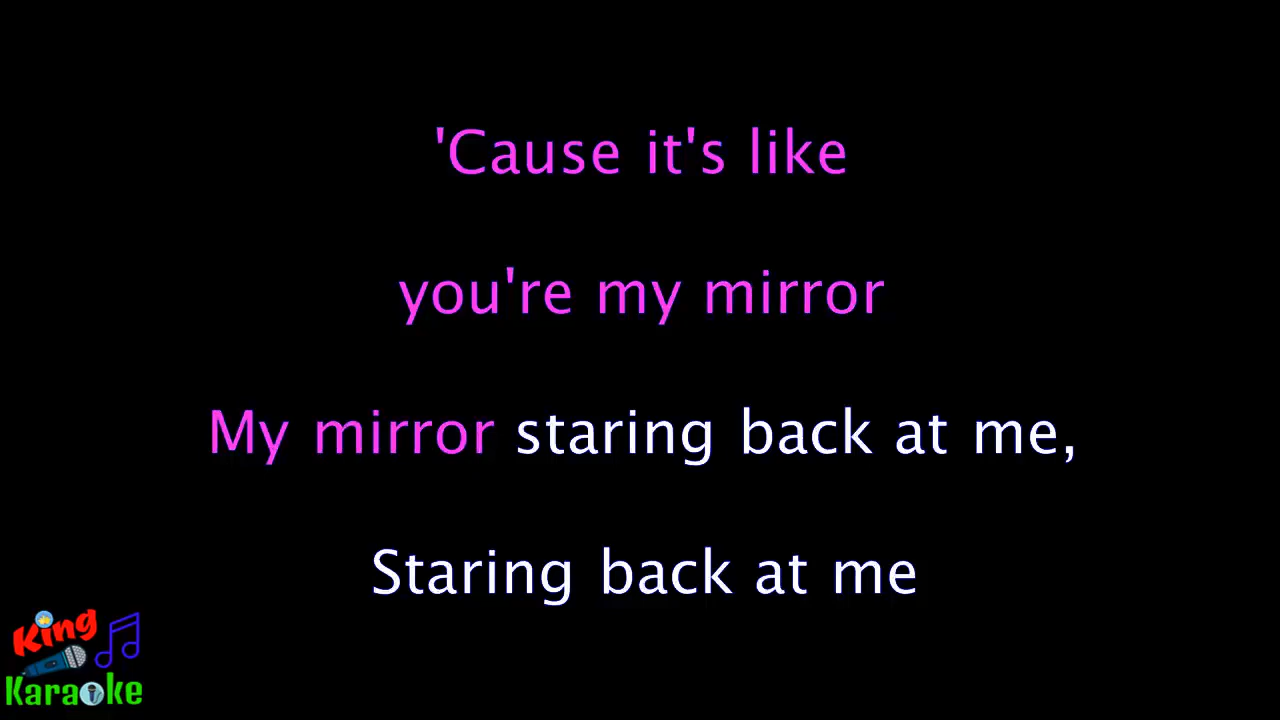 'Cause it's like
you're my mirror
My mirror staring back at me,
Staring back at me
King
Karaoke